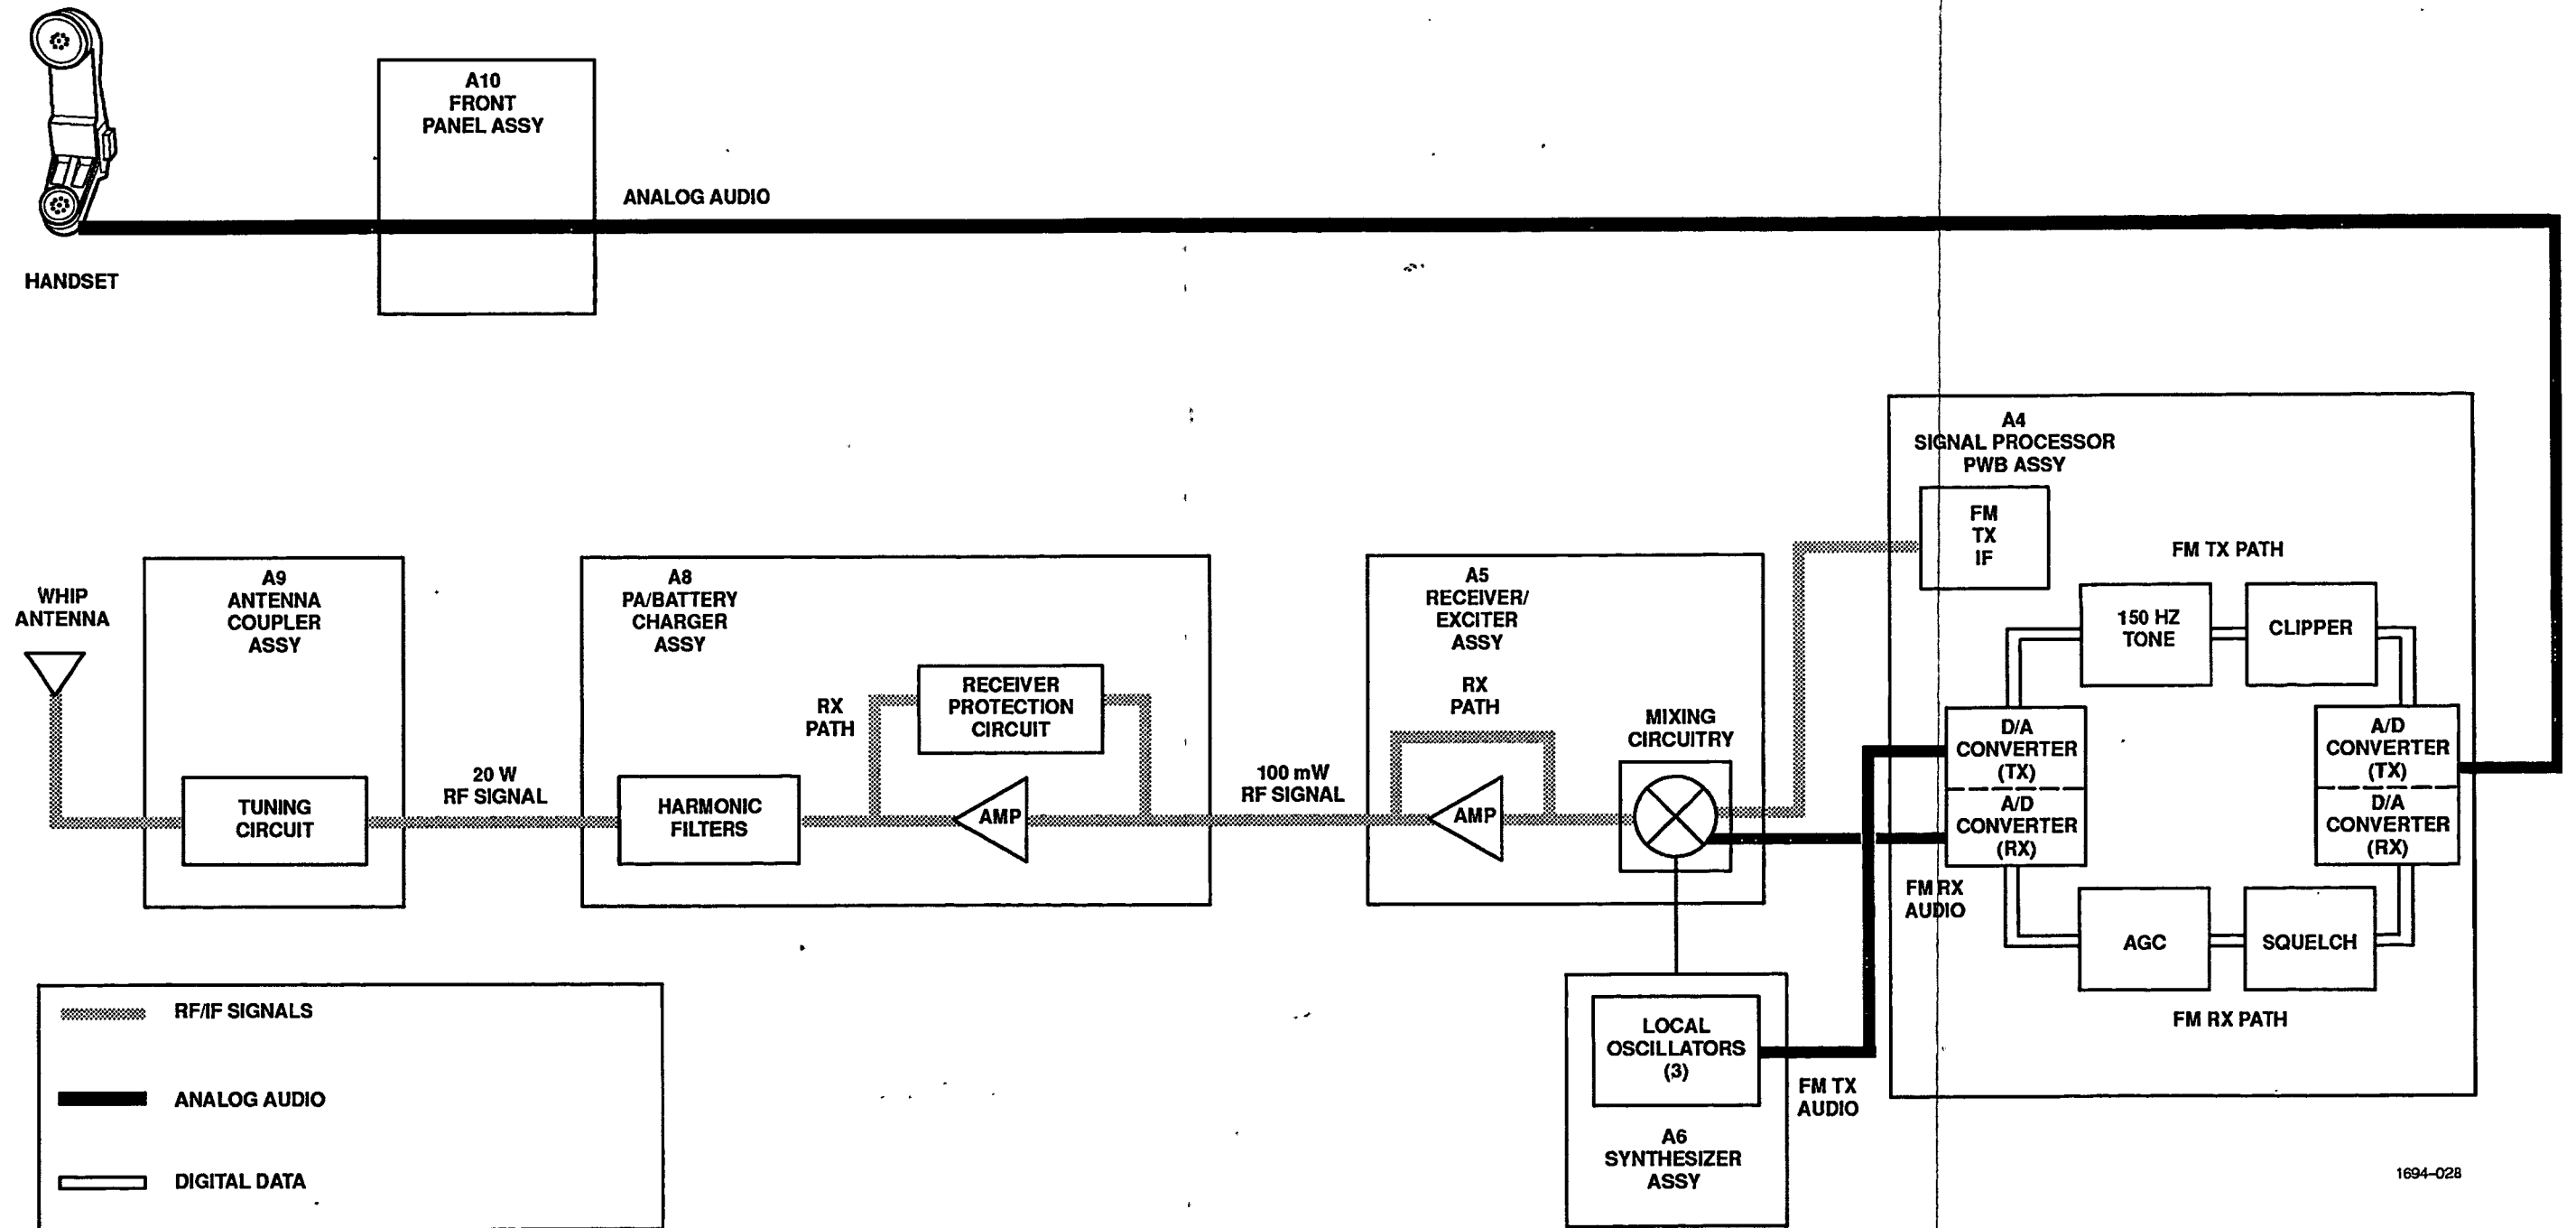 A10
FRONT
PANEL ASSY
ANALOG AUDIO
HANDSET
A4
SIGNAL PROCESSOR
PWB ASSY
FM
TX
IF
FM TX PATH
150 HZ
TONE
CLIPPER
D/A
CONVERTER
(TX)
A/D
CONVERTER
(RX)
A/D
CONVERTER
(TX)
D/A
CONVERTER
(RX)
AGC
SQUELCH
FM RX PATH
WHIP
ANTENNA
A9
ANTENNA
COUPLER
ASSY
TUNING
CIRCUIT
20 W
RF SIGNAL
A8
PA/BATTERY
CHARGER
ASSY
HARMONIC
FILTERS
RX
PATH
RECEIVER
PROTECTION
CIRCUIT
AMP
100 mW
RF SIGNAL
A5
RECEIVER/
EXCITER
ASSY
RX
PATH
AMP
MIXING
CIRCUITRY
FM RX
AUDIO
LOCAL
OSCILLATORS
(3)
A6
SYNTHESIZER
ASSY
FM TX
AUDIO
RF/IF SIGNALS
ANALOG AUDIO
DIGITAL DATA
1694-028